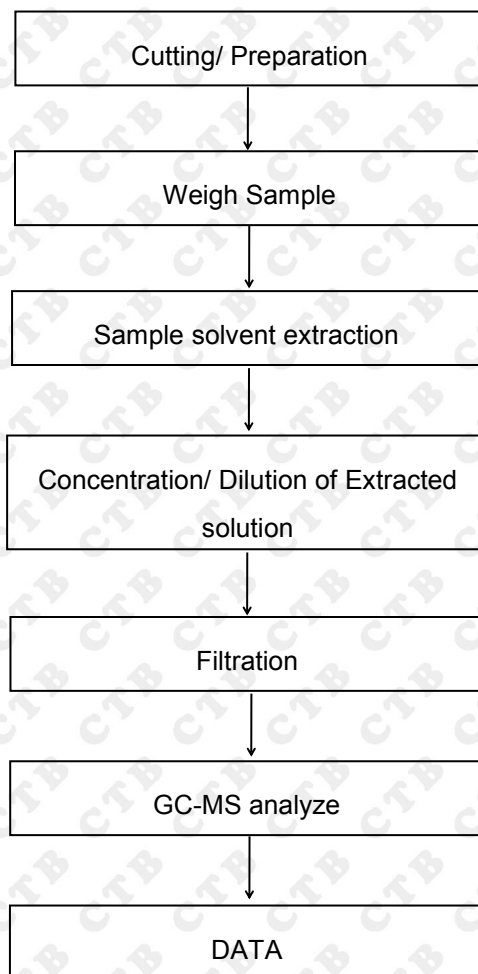 Cutting/ Preparation
Weigh Sample
Sample solvent extraction
Concentration/ Dilution of Extracted
solution
Filtration
GC-MS analyze
DATA